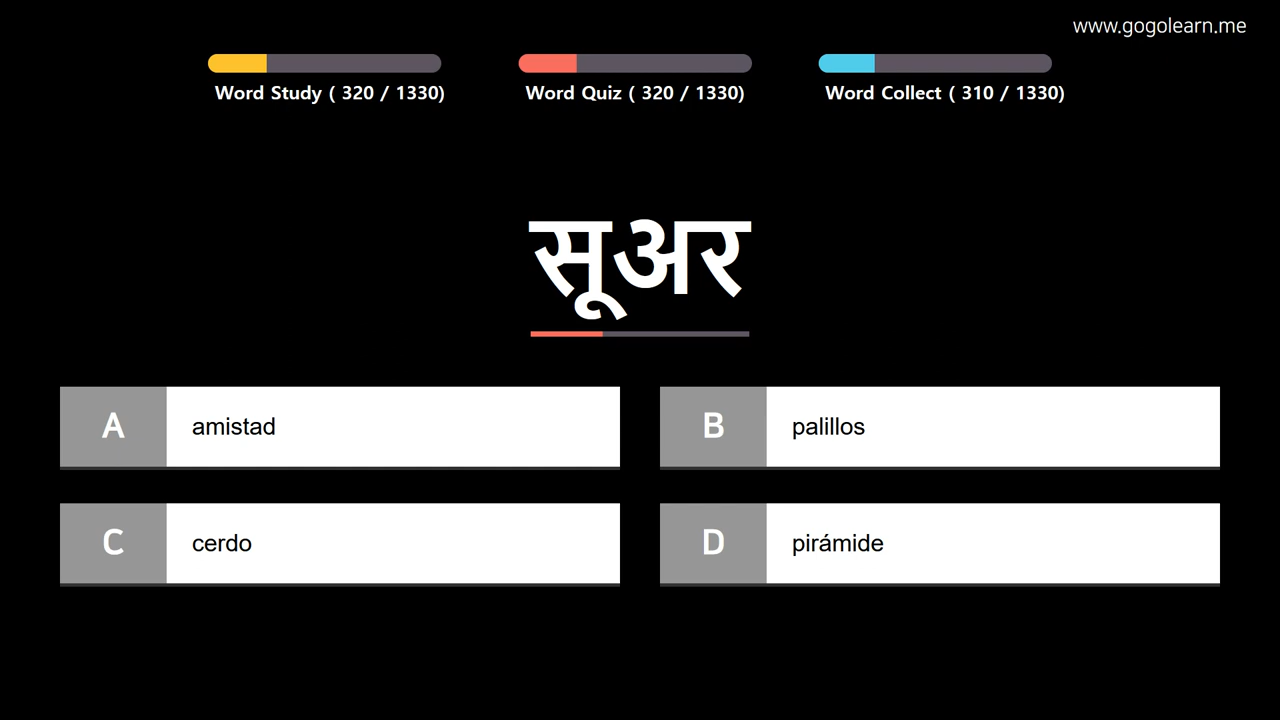 www.gogolearn.me
Word Study ( 320 / 1330)
Word Quiz ( 320 / 1330)
Word Collect ( 310 / 1330)
सूअर
A amistad
B palillos
C cerdo
D pirámide